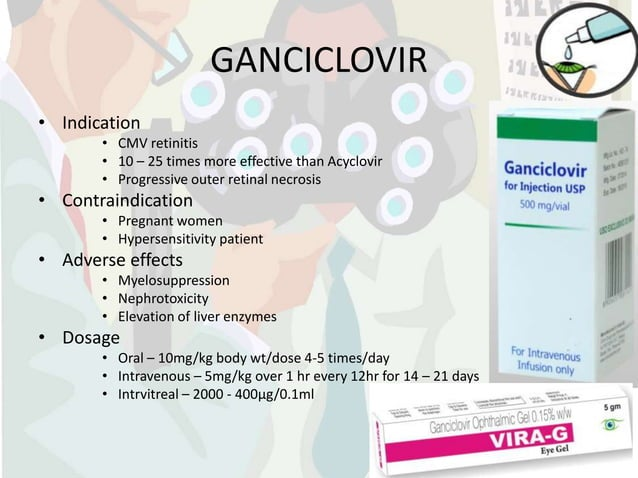 GANCICLOVIR
• Indication
• CMV retinitis
• 10 – 25 times more effective than Acyclovir
• Progressive outer retinal necrosis
• Contraindication
• Pregnant women
• Hypersensitivity patient
• Adverse effects
• Myelosuppression
• Nephrotoxicity
• Elevation of liver enzymes
• Dosage
• Oral – 10mg/kg body wt/dose 4-5 times/day
• Intravenous – 5mg/kg over 1 hr every 12hr for 14 – 21 days
• Intrvitreal – 2000 - 400µg/0.1ml
Ganciclovir
for Injection USP
500 mg/vial
For Intravenous
Infusion only
Ganciclovir Ophthalmic Gel 0.15% w/w
5 gm
VIRA-G
Eye Gel